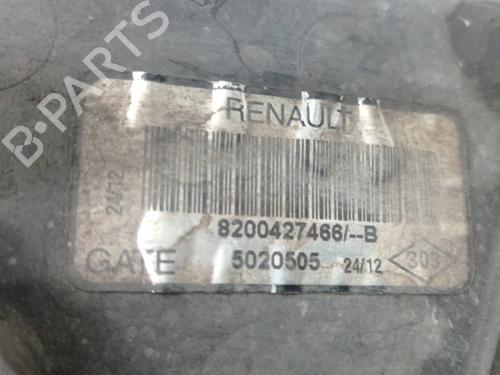 RENAULT
24/12
8200427466/--B
GATE 5020505 24/12 303
B-PARTS